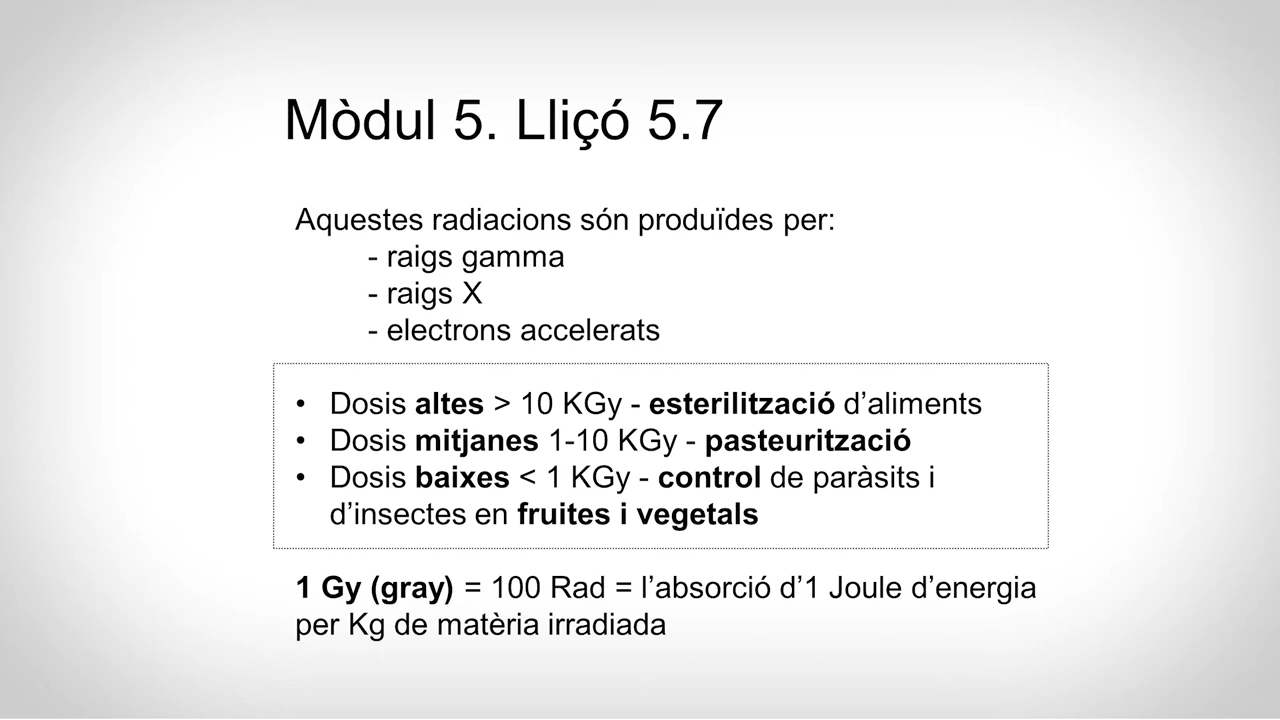 Mòdul 5. Lliçó 5.7
Aquestes radiacions són produïdes per:
- raigs gamma
- raigs X
- electrons accelerats
• Dosis altes > 10 KGy - esterilització d’aliments
• Dosis mitjanes 1-10 KGy - pasteurització
• Dosis baixes < 1 KGy - control de paràsits i
d’insectes en fruites i vegetals
1 Gy (gray) = 100 Rad = l’absorció d’1 Joule d’energia
per Kg de matèria irradiada